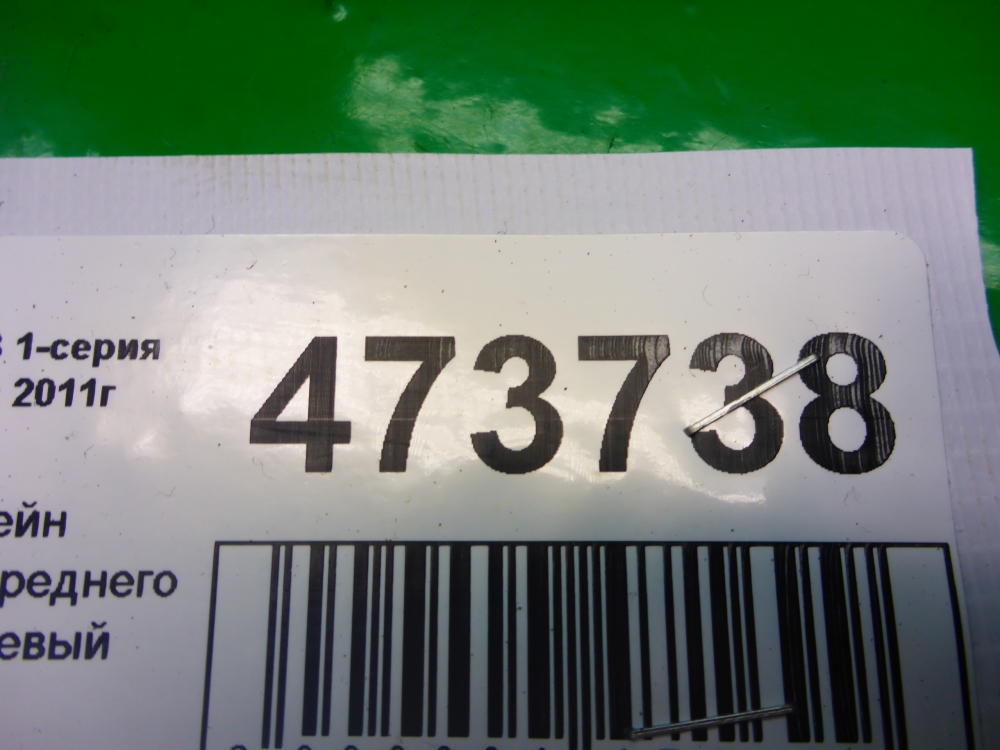 1-серия
473738
2011г
ейн
реднего
евый